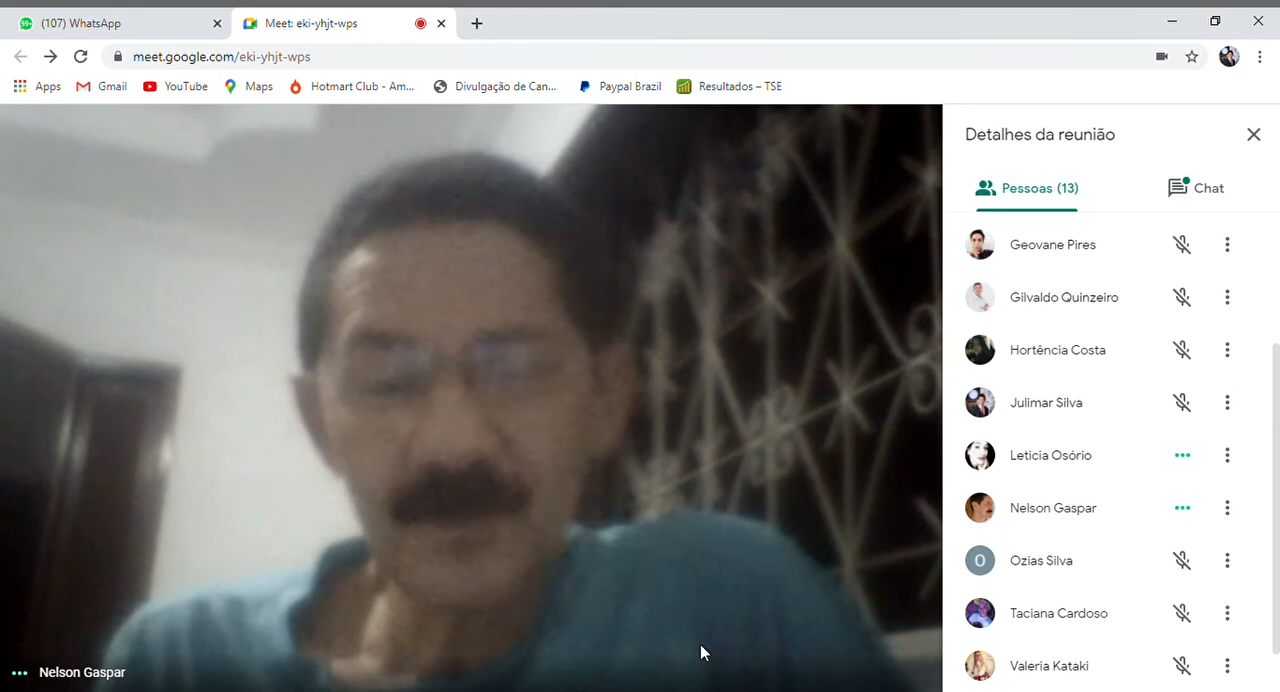 (107) WhatsApp
Meet: eki-yhjt-wps
meet.google.com/eki-yhjt-wps
Apps
Gmail
YouTube
Maps
Hotmart Club - Am...
Divulgação de Can...
Paypal Brazil
Resultados – TSE
Detalhes da reunião
Pessoas (13)
Chat
Geovane Pires
Gilvaldo Quinzeiro
Hortência Costa
Julimar Silva
Leticia Osório
Nelson Gaspar
O
Ozias Silva
Taciana Cardoso
Valeria Kataki
Nelson Gaspar